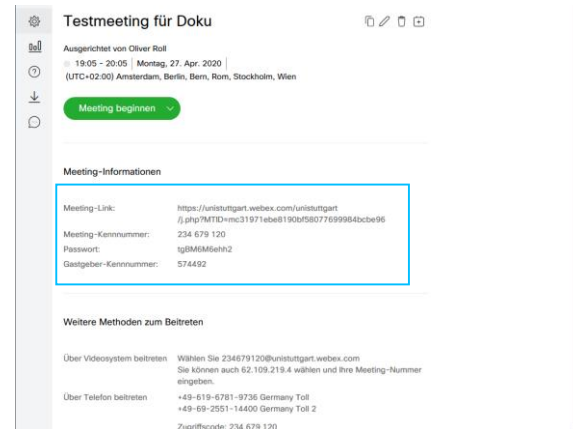 Testmeeting für Doku
Ausgerichtet von Oliver Roll
19:05 - 20:05 | Montag, 27. Apr. 2020
(UTC+02:00) Amsterdam, Berlin, Bern, Rom, Stockholm, Wien
Meeting beginnen
Meeting-Informationen
Meeting-Link: https://unistuttgart.webex.com/unistuttgart
/j.php?MTID=mc31971ebe8190bf58077699984bcbe96
Meeting-Kennnummer: 234 679 120
Passwort: tgBM6M6ehh2
Gastgeber-Kennnummer: 574492
Weitere Methoden zum Beitreten
Über Videosystem beitreten Wählen Sie 234679120@unistuttgart.webex.com
Sie können auch 62.109.219.4 wählen und Ihre Meeting-Nummer
eingeben.
Über Telefon beitreten +49-619-6781-9736 Germany Toll
+49-69-2551-14400 Germany Toll 2
Zugriffscode: 234 679 120